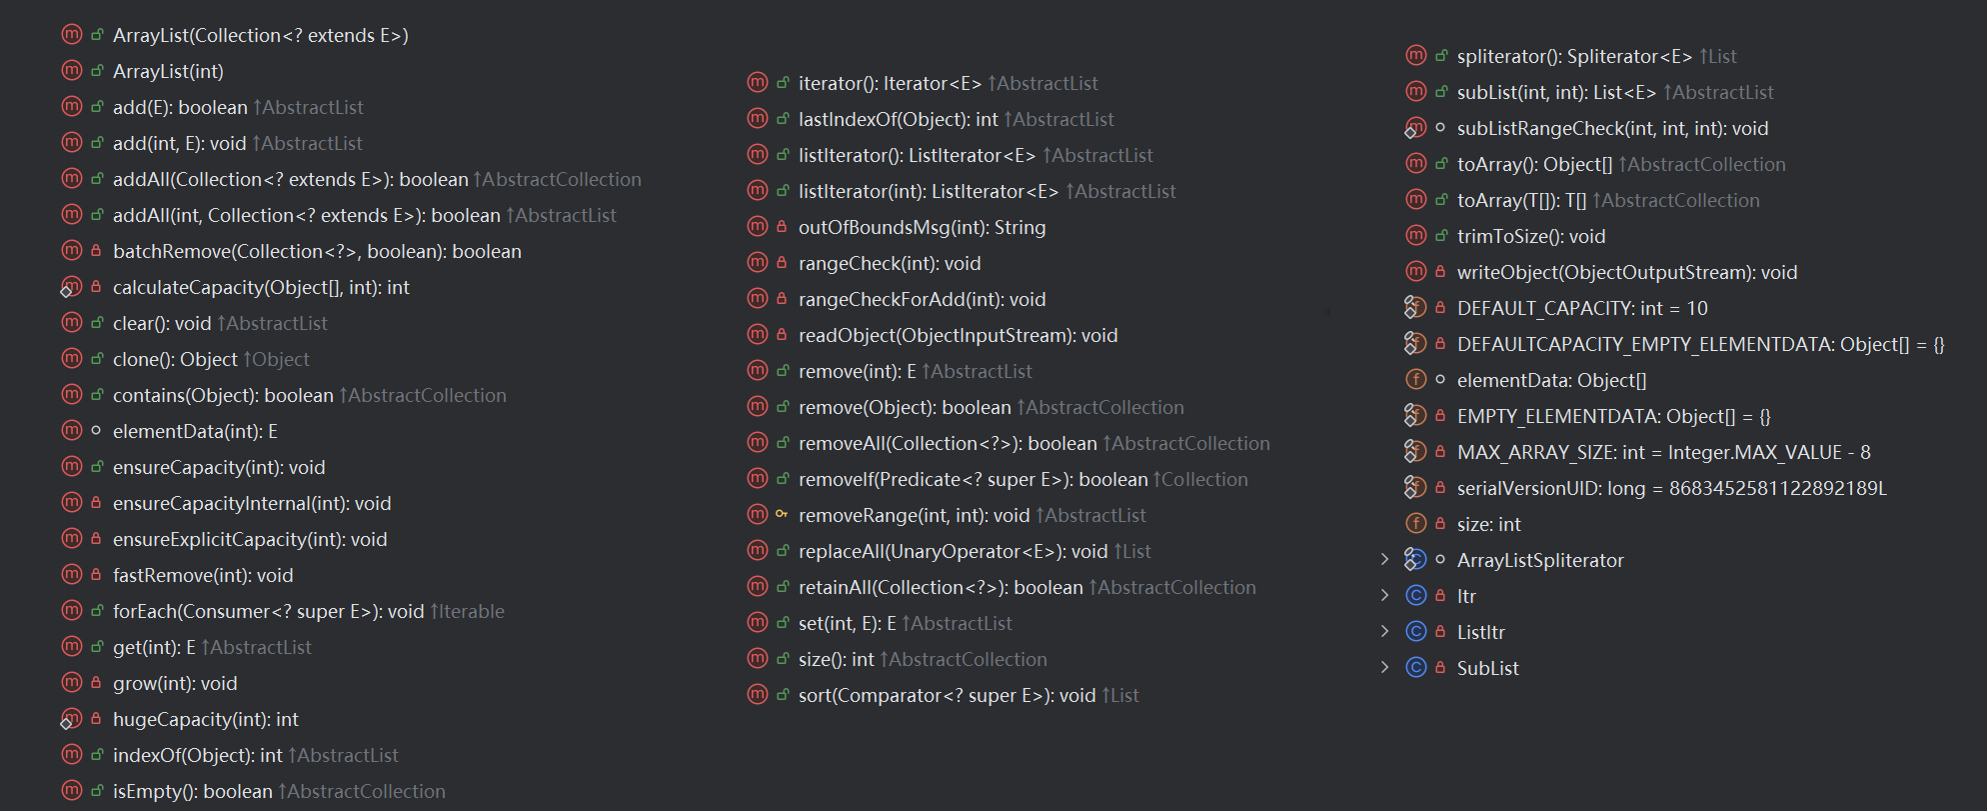 ArrayList(Collection<? extends E>)
ArrayList(int)
add(E): boolean ↑AbstractList
add(int, E): void ↑AbstractList
addAll(Collection<? extends E>): boolean ↑AbstractCollection
addAll(int, Collection<? extends E>): boolean ↑AbstractList
batchRemove(Collection<?>, boolean): boolean
calculateCapacity(Object[], int): int
clear(): void ↑AbstractList
clone(): Object ↑Object
contains(Object): boolean ↑AbstractCollection
elementData(int): E
ensureCapacity(int): void
ensureCapacityInternal(int): void
ensureExplicitCapacity(int): void
fastRemove(int): void
forEach(Consumer<? super E>): void ↑Iterable
get(int): E ↑AbstractList
grow(int): void
hugeCapacity(int): int
indexOf(Object): int ↑AbstractList
isEmpty(): boolean ↑AbstractCollection
iterator(): Iterator<E> ↑AbstractList
lastIndexOf(Object): int ↑AbstractList
listIterator(): ListIterator<E> ↑AbstractList
listIterator(int): ListIterator<E> ↑AbstractList
outOfBoundsMsg(int): String
rangeCheck(int): void
rangeCheckForAdd(int): void
readObject(ObjectInputStream): void
remove(int): E ↑AbstractList
remove(Object): boolean ↑AbstractCollection
removeAll(Collection<?>): boolean ↑AbstractCollection
removeIf(Predicate<? super E>): boolean ↑Collection
removeRange(int, int): void ↑AbstractList
replaceAll(UnaryOperator<E>): void ↑List
retainAll(Collection<?>): boolean ↑AbstractCollection
set(int, E): E ↑AbstractList
size(): int ↑AbstractCollection
sort(Comparator<? super E>): void ↑List
spliterator(): Spliterator<E> ↑List
subList(int, int): List<E> ↑AbstractList
subListRangeCheck(int, int, int): void
toArray(): Object[] ↑AbstractCollection
toArray(T[]): T[] ↑AbstractCollection
trimToSize(): void
writeObject(ObjectOutputStream): void
DEFAULT_CAPACITY: int = 10
DEFAULTCAPACITY_EMPTY_ELEMENTDATA: Object[] = {}
elementData: Object[]
EMPTY_ELEMENTDATA: Object[] = {}
MAX_ARRAY_SIZE: int = Integer.MAX_VALUE - 8
serialVersionUID: long = 8683452581122892189L
size: int
ArrayListSpliterator
Itr
ListItr
SubList